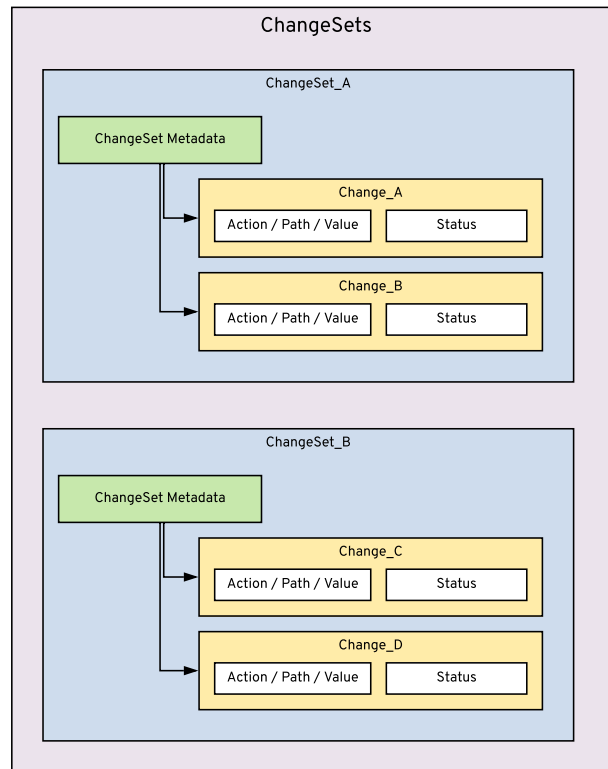 ChangeSets
ChangeSet_A
ChangeSet Metadata
Change_A
Action / Path / Value
Status
Change_B
Action / Path / Value
Status
ChangeSet_B
ChangeSet Metadata
Change_C
Action / Path / Value
Status
Change_D
Action / Path / Value
Status